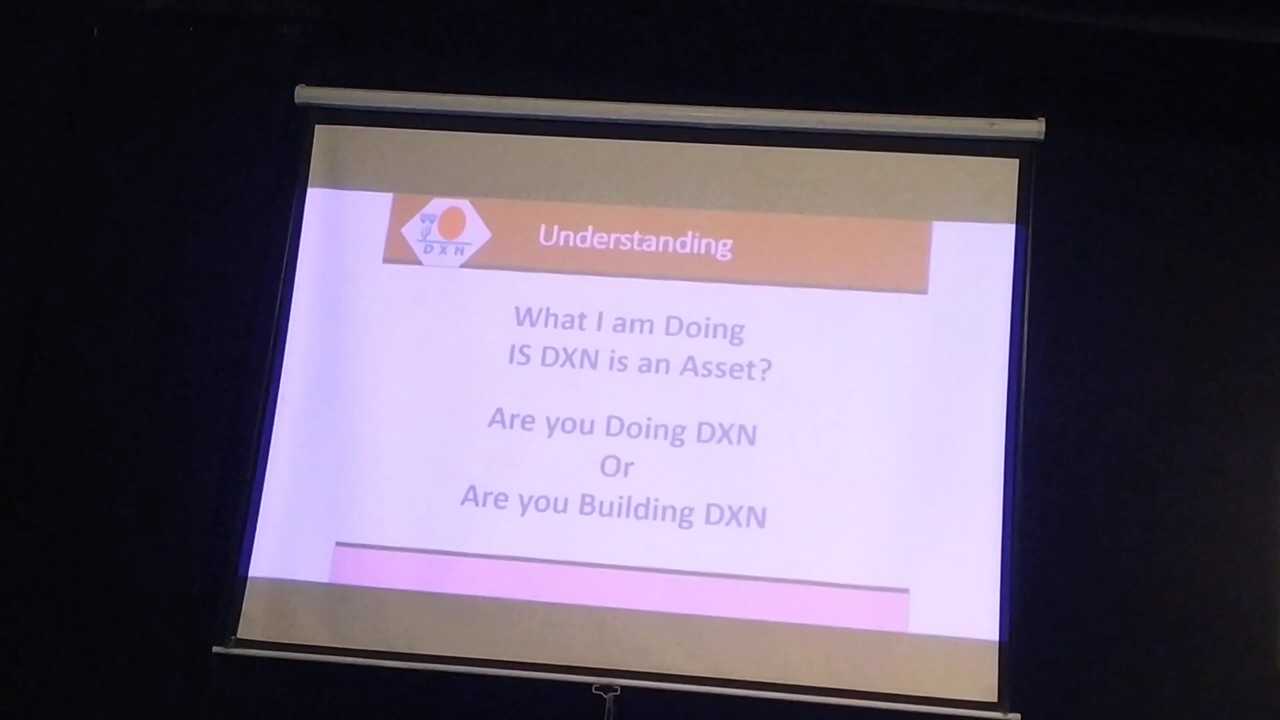 DXN
Understanding
What I am Doing
IS DXN is an Asset?
Are you Doing DXN
Or
Are you Building DXN